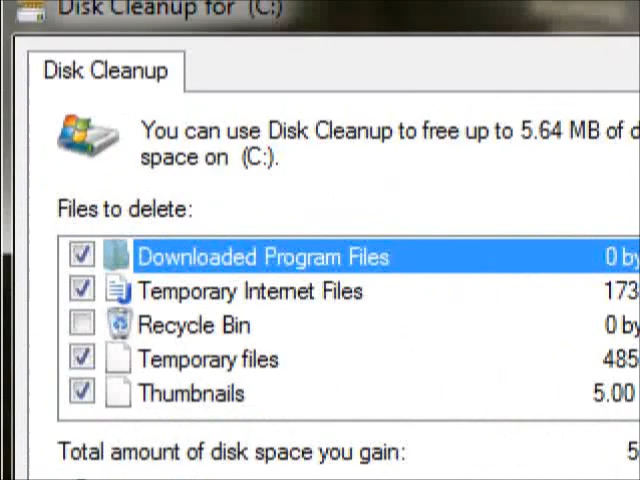 Disk Cleanup for (C:)
Disk Cleanup
You can use Disk Cleanup to free up to 5.64 MB of
space on (C:).
Files to delete:
Downloaded Program Files 0 by
Temporary Internet Files 173
Recycle Bin 0 by
Temporary files 485
Thumbnails 5.00
Total amount of disk space you gain: 5